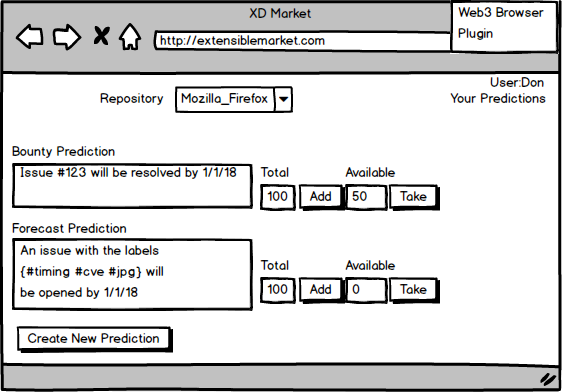 XD Market
Web3 Browser
Plugin
http://extensiblemarket.com
User:Don
Your Predictions
Repository Mozilla_Firefox
Bounty Prediction
Issue #123 will be resolved by 1/1/18
Total Available
100 Add 50 Take
Forecast Prediction
An issue with the labels
{#timing #cve #jpg} will
be opened by 1/1/18
Total Available
100 Add 0 Take
Create New Prediction